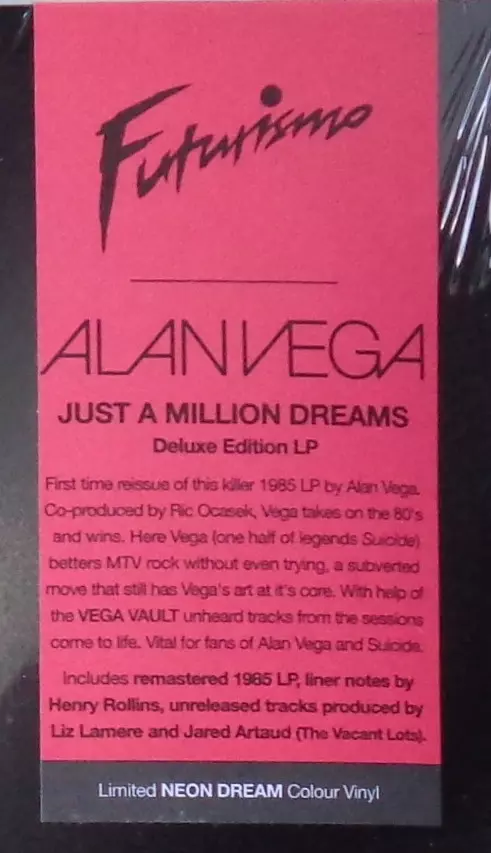 Futurismo
ALAN VEGA
JUST A MILLION DREAMS
Deluxe Edition LP
First time reissue of this killer 1985 LP by Alan Vega.
Co-produced by Ric Ocasek, Vega takes on the 80's
and wins. Here Vega (one half of legends Suicide)
betters MTV rock without even trying, a subverted
move that still has Vega's art at it's core. With help of
the VEGA VAULT unheard tracks from the sessions
come to life. Vital for fans of Alan Vega and Suicide.
Includes remastered 1985 LP, liner notes by
Henry Rollins, unreleased tracks produced by
Liz Lamere and Jared Artaud (The Vacant Lots).
Limited NEON DREAM Colour Vinyl